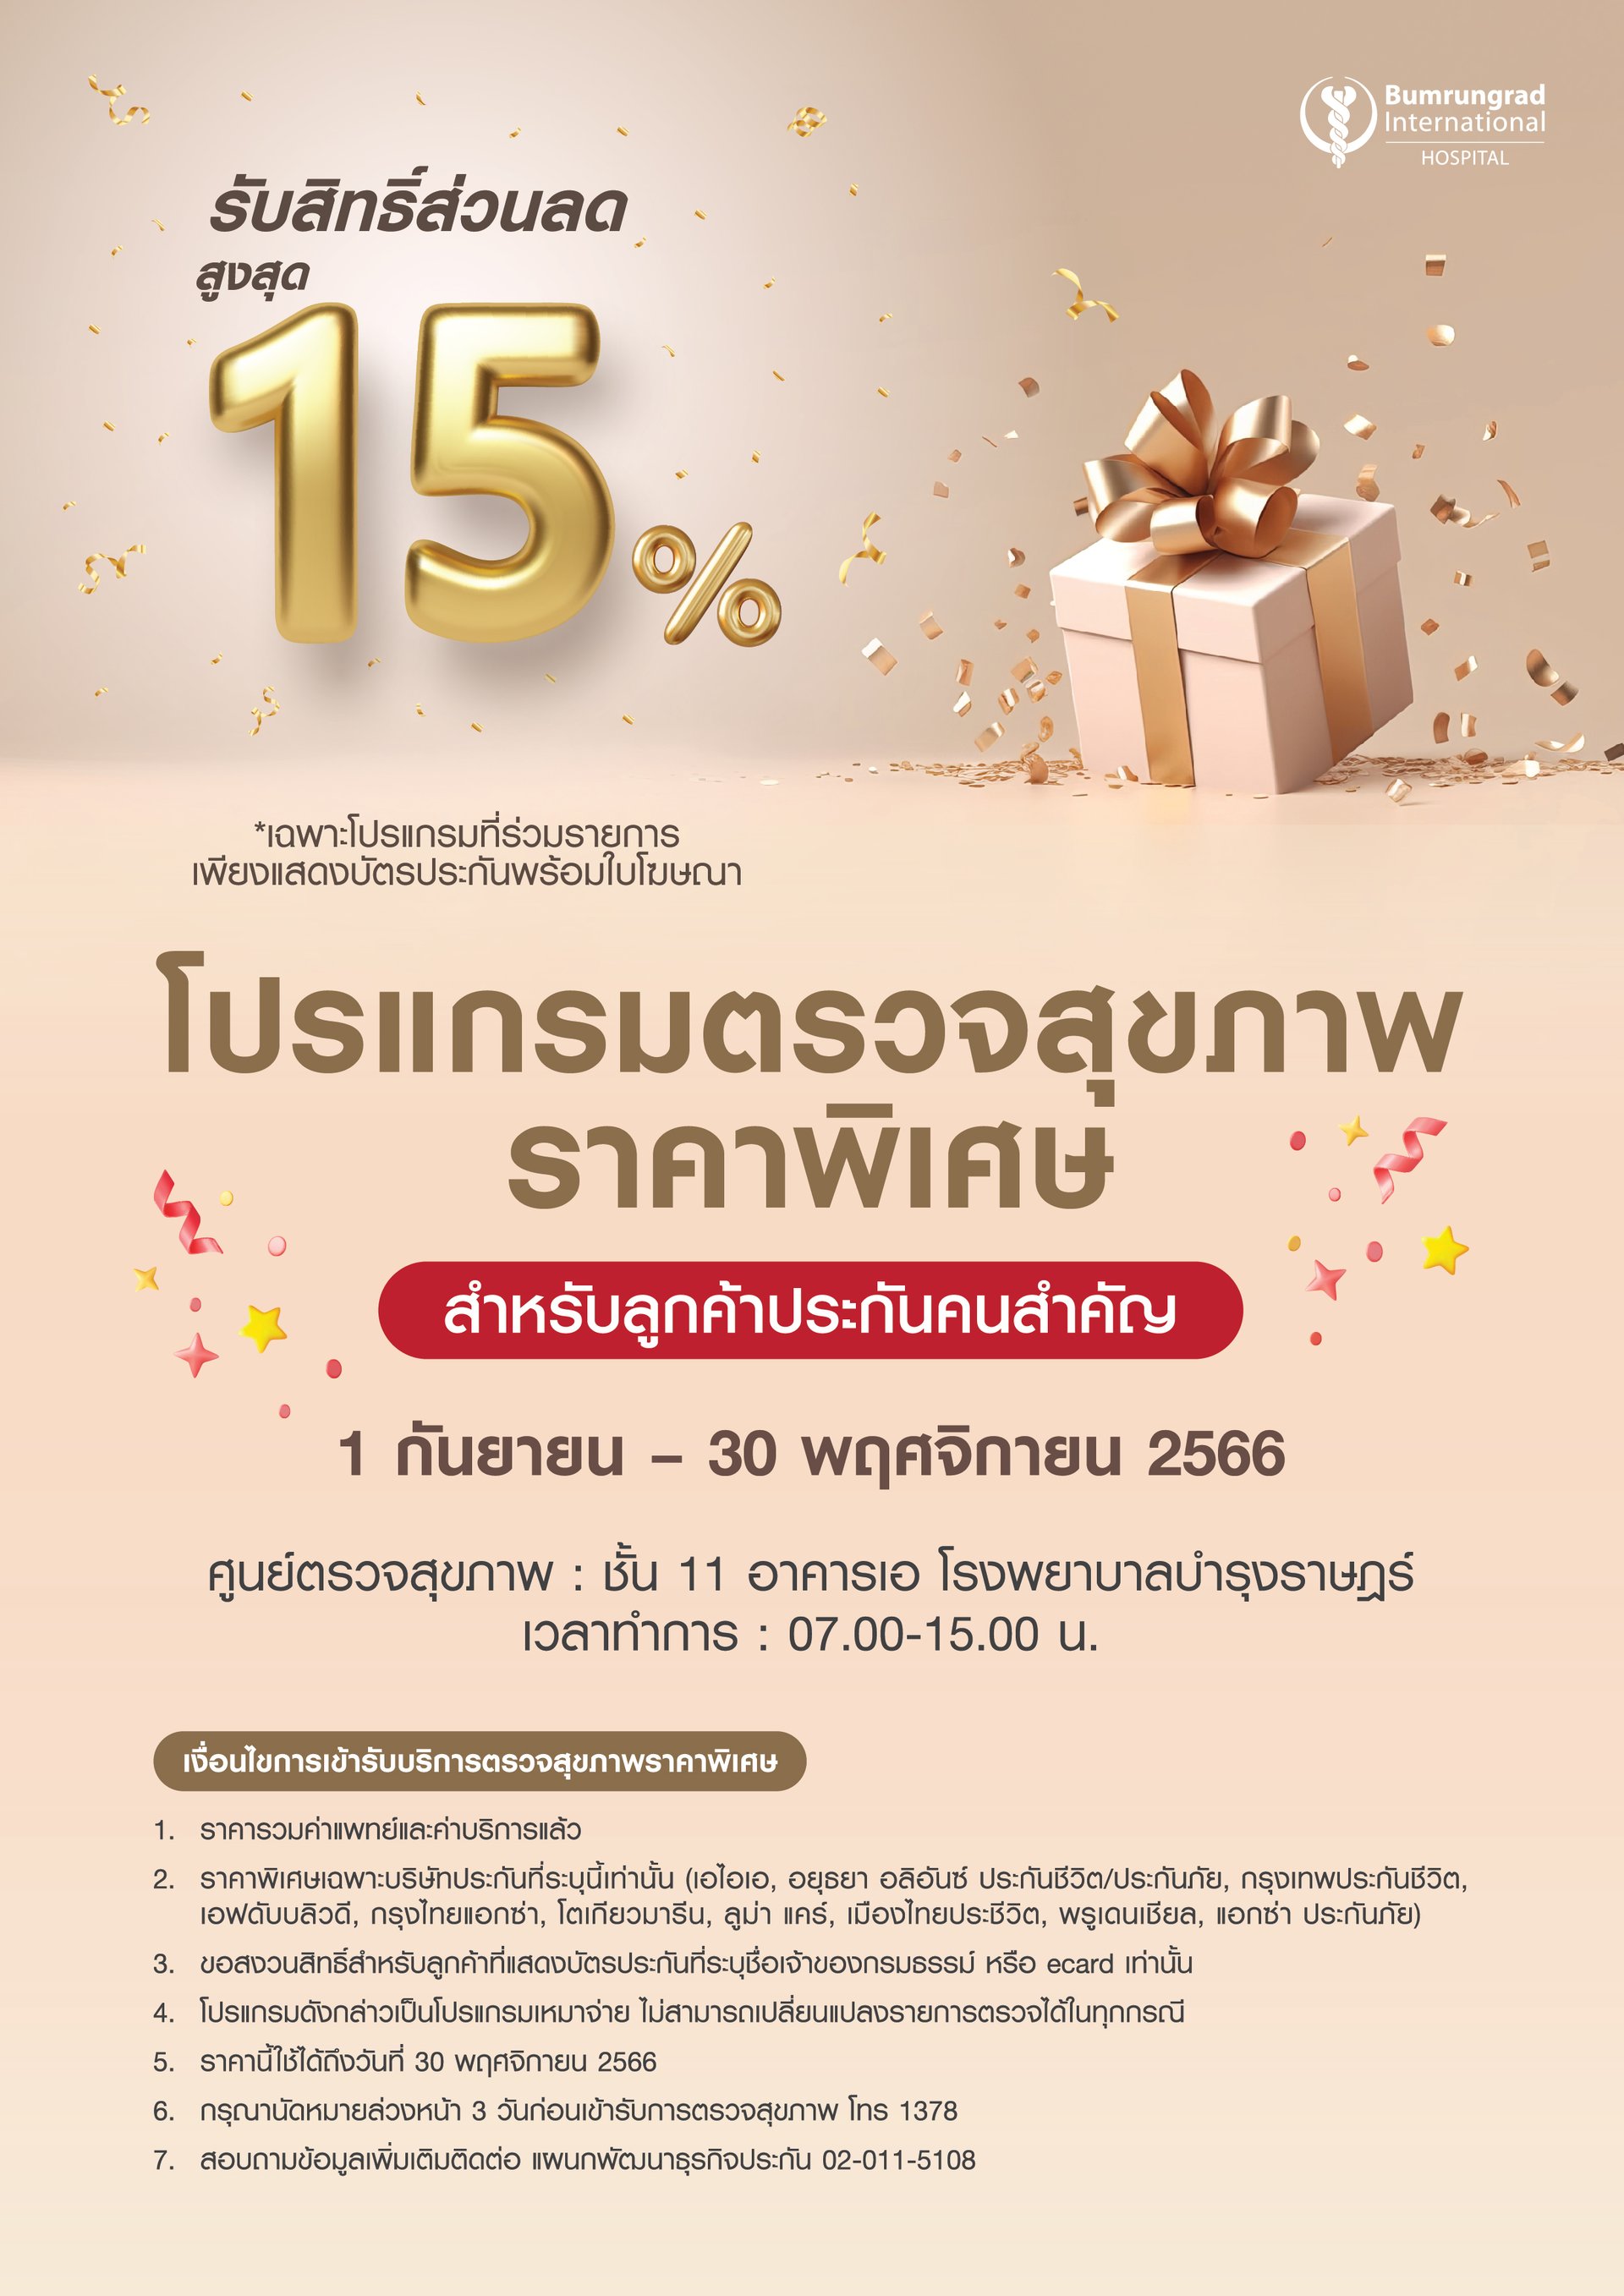 Bumrungrad
International
HOSPITAL
รับสิทธิ์ส่วนลด
สูงสุด
15%
*เฉพาะโปรแกรมที่ร่วมรายการ
เพียงแสดงบัตรประกันพร้อมใบโฆษณา
โปรแกรมตรวจสุขภาพ
ราคาพิเศษ
สำหรับลูกค้าประกันคนสำคัญ
1 กันยายน – 30 พฤศจิกายน 2566
ศูนย์ตรวจสุขภาพ : ชั้น 11 อาคารเอ โรงพยาบาลบำรุงราษฎร์
เวลาทำการ : 07.00-15.00 น.
เงื่อนไขการเข้ารับบริการตรวจสุขภาพราคาพิเศษ
1. ราคารวมค่าแพทย์และค่าบริการแล้ว
2. ราคาพิเศษเฉพาะบริษัทประกันที่ระบุนี้เท่านั้น (เอไอเอ, อยุธยา อลิอันซ์ ประกันชีวิต/ประกันภัย, กรุงเทพประกันชีวิต,
เอฟดับบลิวดี, กรุงไทยแอกซ่า, โตเกียวมารีน, ลูม่า แคร์, เมืองไทยประชีวิต, พรูเดนเชียล, แอกซ่า ประกันภัย)
3. ขอสงวนสิทธิ์สำหรับลูกค้าที่แสดงบัตรประกันที่ระบุชื่อเจ้าของกรมธรรม์ หรือ ecard เท่านั้น
4. โปรแกรมดังกล่าวเป็นโปรแกรมเหมาจ่าย ไม่สามารถเปลี่ยนแปลงรายการตรวจได้ในทุกกรณี
5. ราคานี้ใช้ได้ถึงวันที่ 30 พฤศจิกายน 2566
6. กรุณานัดหมายล่วงหน้า 3 วันก่อนเข้ารับการตรวจสุขภาพ โทร 1378
7. สอบถามข้อมูลเพิ่มเติมติดต่อ แผนกพัฒนาธุรกิจประกัน 02-011-5108